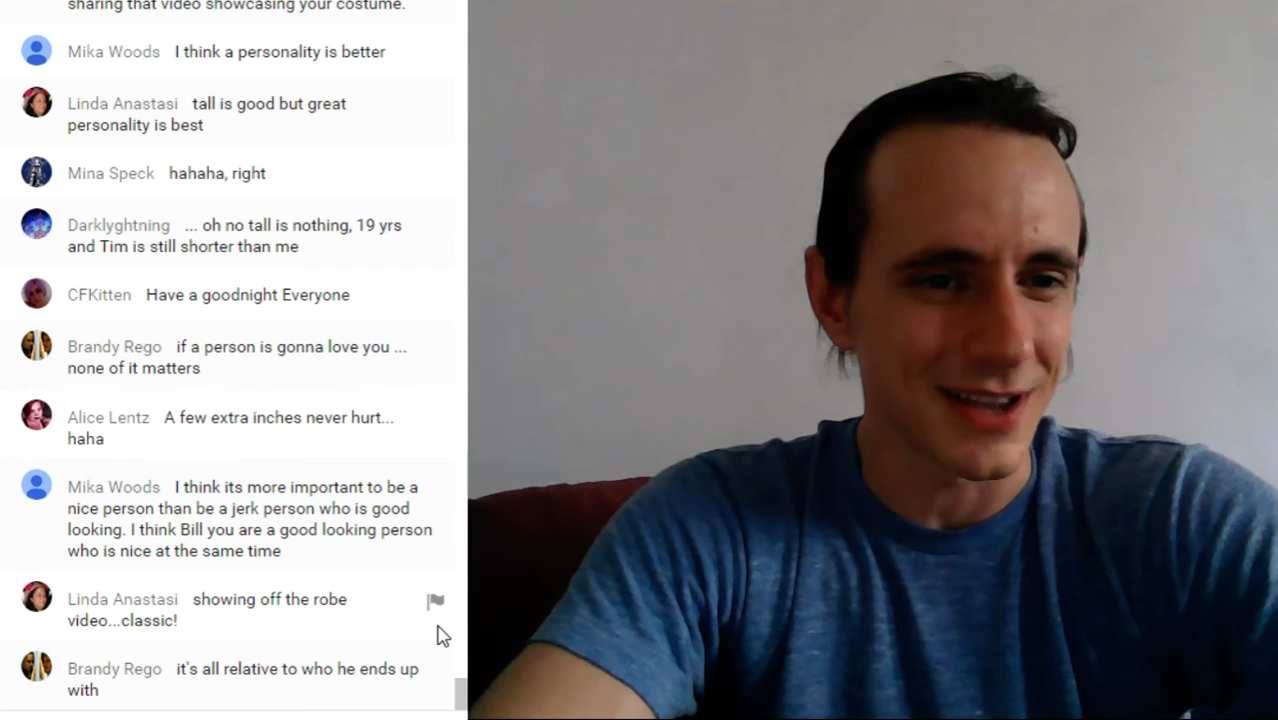 sharing that video showcasing your costume.
Mika Woods I think a personality is better
Linda Anastasi tall is good but great
personality is best
Mina Speck hahaha, right
Darklyghtning ... oh no tall is nothing, 19 yrs
and Tim is still shorter than me
CFKitten Have a goodnight Everyone
Brandy Rego if a person is gonna love you ...
none of it matters
Alice Lentz A few extra inches never hurt...
haha
Mika Woods I think its more important to be a
nice person than be a jerk person who is good
looking. I think Bill you are a good looking person
who is nice at the same time
Linda Anastasi showing off the robe
video...classic!
Brandy Rego it's all relative to who he ends up
with